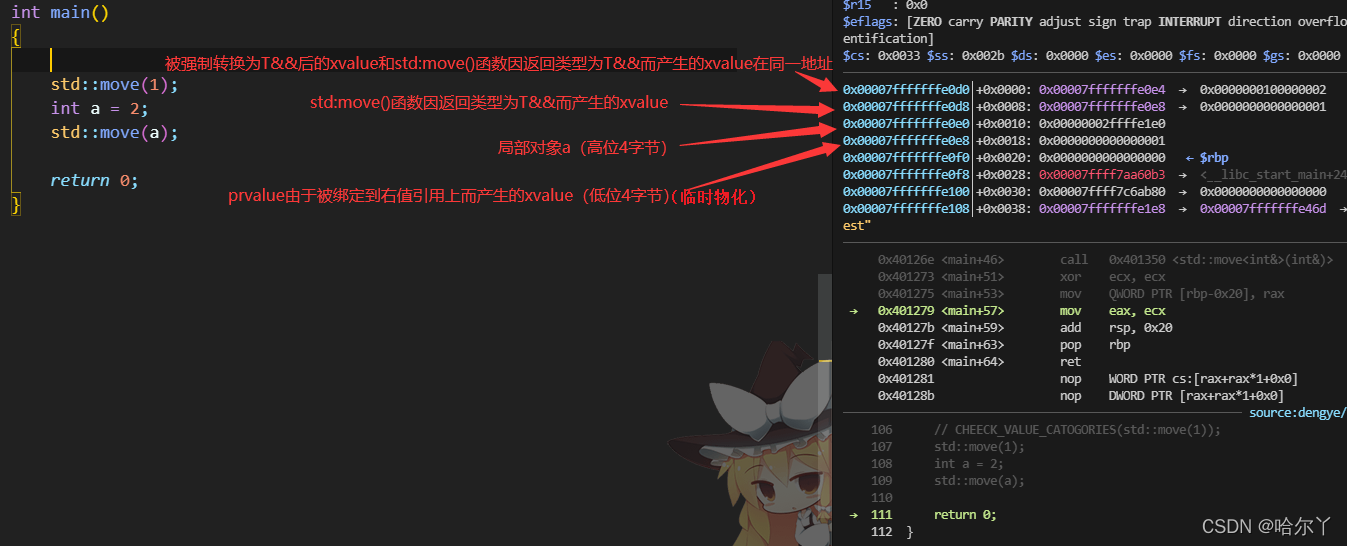 int main()
{
std::move(1);
int a = 2;
std::move(a);
return 0;
}
被强制转换为T&&后的xvalue和std:move()函数因返回类型为T&&而产生的xvalue在同一地址
std:move()函数因返回类型为T&&而产生的xvalue
局部对象a（高位4字节）
prvalue由于被绑定到右值引用上而产生的xvalue（低位4字节）（临时物化）
$r15 : 0x0
$eflags: [ZERO carry PARITY adjust sign trap INTERRUPT direction overflo
entification]
$cs: 0x0033 $ss: 0x002b $ds: 0x0000 $es: 0x0000 $fs: 0x0000 $gs: 0x0000
0x00007fffffffe0d0│+0x0000: 0x00007fffffffe0e4 → 0x0000000100000002
0x00007fffffffe0d8│+0x0008: 0x00007fffffffe0e8 → 0x0000000000000001
0x00007fffffffe0e0│+0x0010: 0x00000002ffffe1e0
0x00007fffffffe0e8│+0x0018: 0x0000000000000001
0x00007fffffffe0f0│+0x0020: 0x0000000000000000 ← $rbp
0x00007fffffffe0f8│+0x0028: 0x00007ffff7aa60b3 → <__libc_start_main+24
0x00007fffffffe100│+0x0030: 0x00007ffff7c6ab80 → 0x0000000000000000
0x00007fffffffe108│+0x0038: 0x00007fffffffe1e8 → 0x00007fffffffe46d →
est"
0x40126e <main+46> call 0x401350 <std::move<int&>(int&)>
0x401273 <main+51> xor ecx, ecx
0x401275 <main+53> mov QWORD PTR [rbp-0x20], rax
→ 0x401279 <main+57> mov eax, ecx
0x40127b <main+59> add rsp, 0x20
0x40127f <main+63> pop rbp
0x401280 <main+64> ret
0x401281 nop WORD PTR cs:[rax+rax*1+0x0]
0x40128b nop DWORD PTR [rax+rax*1+0x0]
source:dengye/
106 // CHEECK_VALUE_CATOGORIES(std::move(1));
107 std::move(1);
108 int a = 2;
109 std::move(a);
110
→ 111 return 0;
112 }
CSDN @哈尔丫